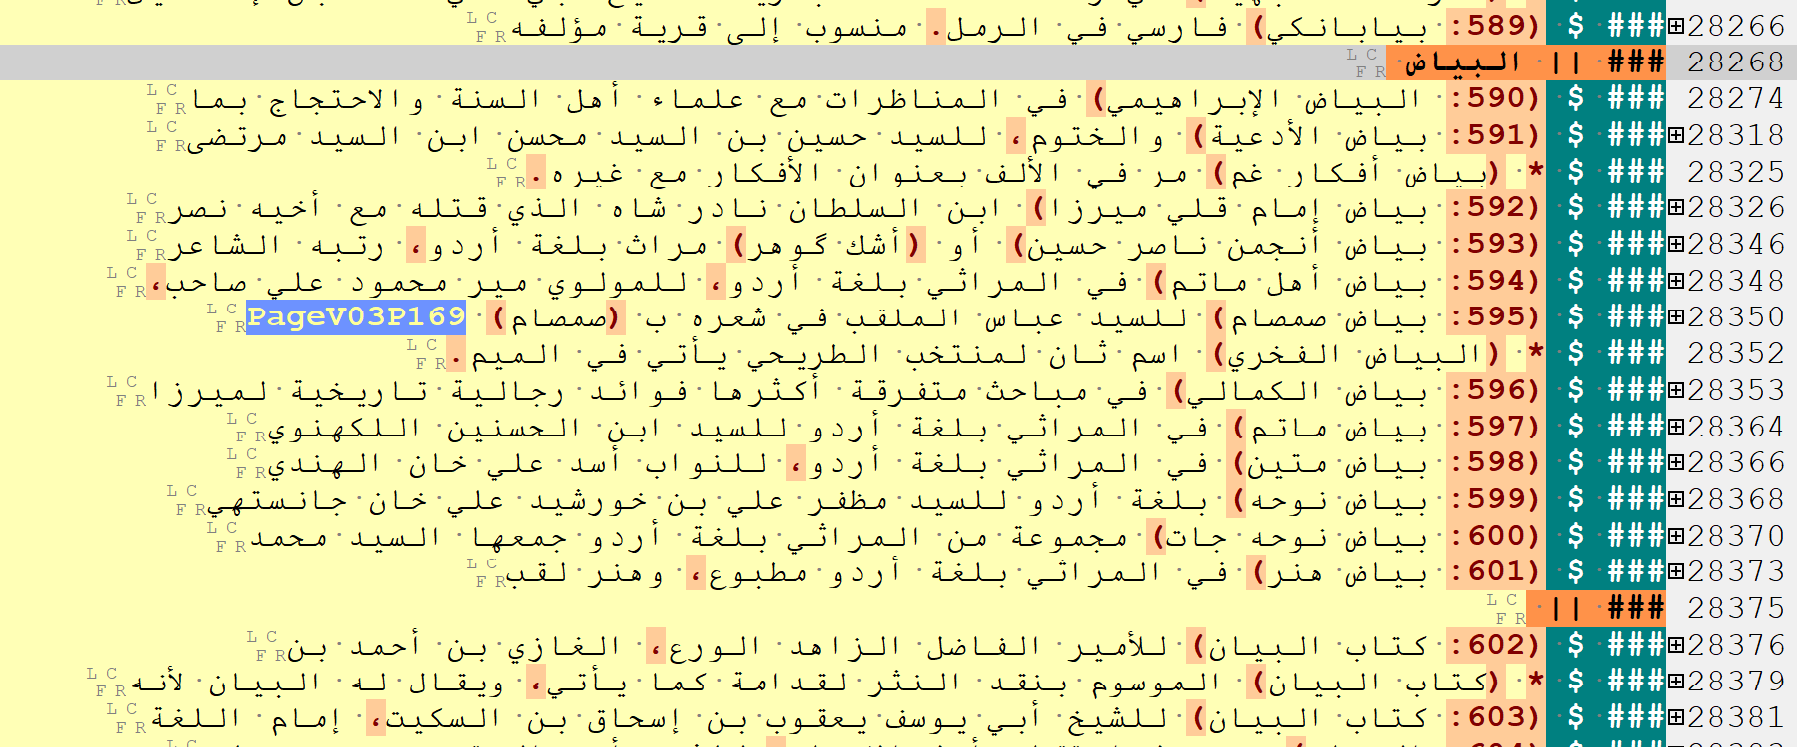 28266 ### $ (589: بيابانكي) فارسي في الرمل. منسوب إلى قرية مؤلفه
28268 ### || البياض
28274 ### $ (590: البياض الإبراهيمي) في المناظرات مع علماء أهل السنة والاحتجاج بما
28318 ### $ (591: بياض الأدعية) والختوم، للسيد حسين بن السيد محسن ابن السيد مرتضى
28325 ### $ * (بياض أفكار غم) مر في الألف بعنوان الأفكار مع غيره.
28326 ### $ (592: بياض إمام قلي ميرزا) ابن السلطان نادر شاه الذي قتله مع أخيه نصر
28346 ### $ (593: بياض أنجمن ناصر حسين) أو (أشك گوهر) مراث بلغة أردو، رتبه الشاعر
28348 ### $ (594: بياض أهل ماتم) في المراثي بلغة أردو، للمولوي مير محمود علي صاحب،
28350 ### $ (595: بياض صمصام) للسيد عباس الملقب في شعره ب (صمصام) PageV03P169
28352 ### $ * (البياض الفخري) اسم ثان لمنتخب الطريحي يأتي في الميم.
28353 ### $ (596: بياض الكمالي) في مباحث متفرقة أكثرها فوائد رجالية تاريخية لميرزا
28364 ### $ (597: بياض ماتم) في المراثي بلغة أردو للسيد ابن الحسنين اللكهنوي
28366 ### $ (598: بياض متين) في المراثي بلغة أردو، للنواب أسد علي خان الهندي
28368 ### $ (599: بياض نوحه) بلغة أردو للسيد مظفر علي بن خورشيد علي خان جانستهي
28370 ### $ (600: بياض نوحه جات) مجموعة من المراثي بلغة أردو جمعها السيد محمد
28373 ### $ (601: بياض هنر) في المراثي بلغة أردو مطبوع، وهنر لقب
28375 ### ||
28376 ### $ (602: كتاب البيان) للأمير الفاضل الزاهد الورع، الغازي بن أحمد بن
28379 ### $ * (كتاب البيان) الموسوم بنقد النثر لقدامة كما يأتي، ويقال له البيان لأنه
28381 ### $ (603: كتاب البيان) للشيخ أبي يوسف يعقوب بن إسحاق بن السكيت، إمام اللغة